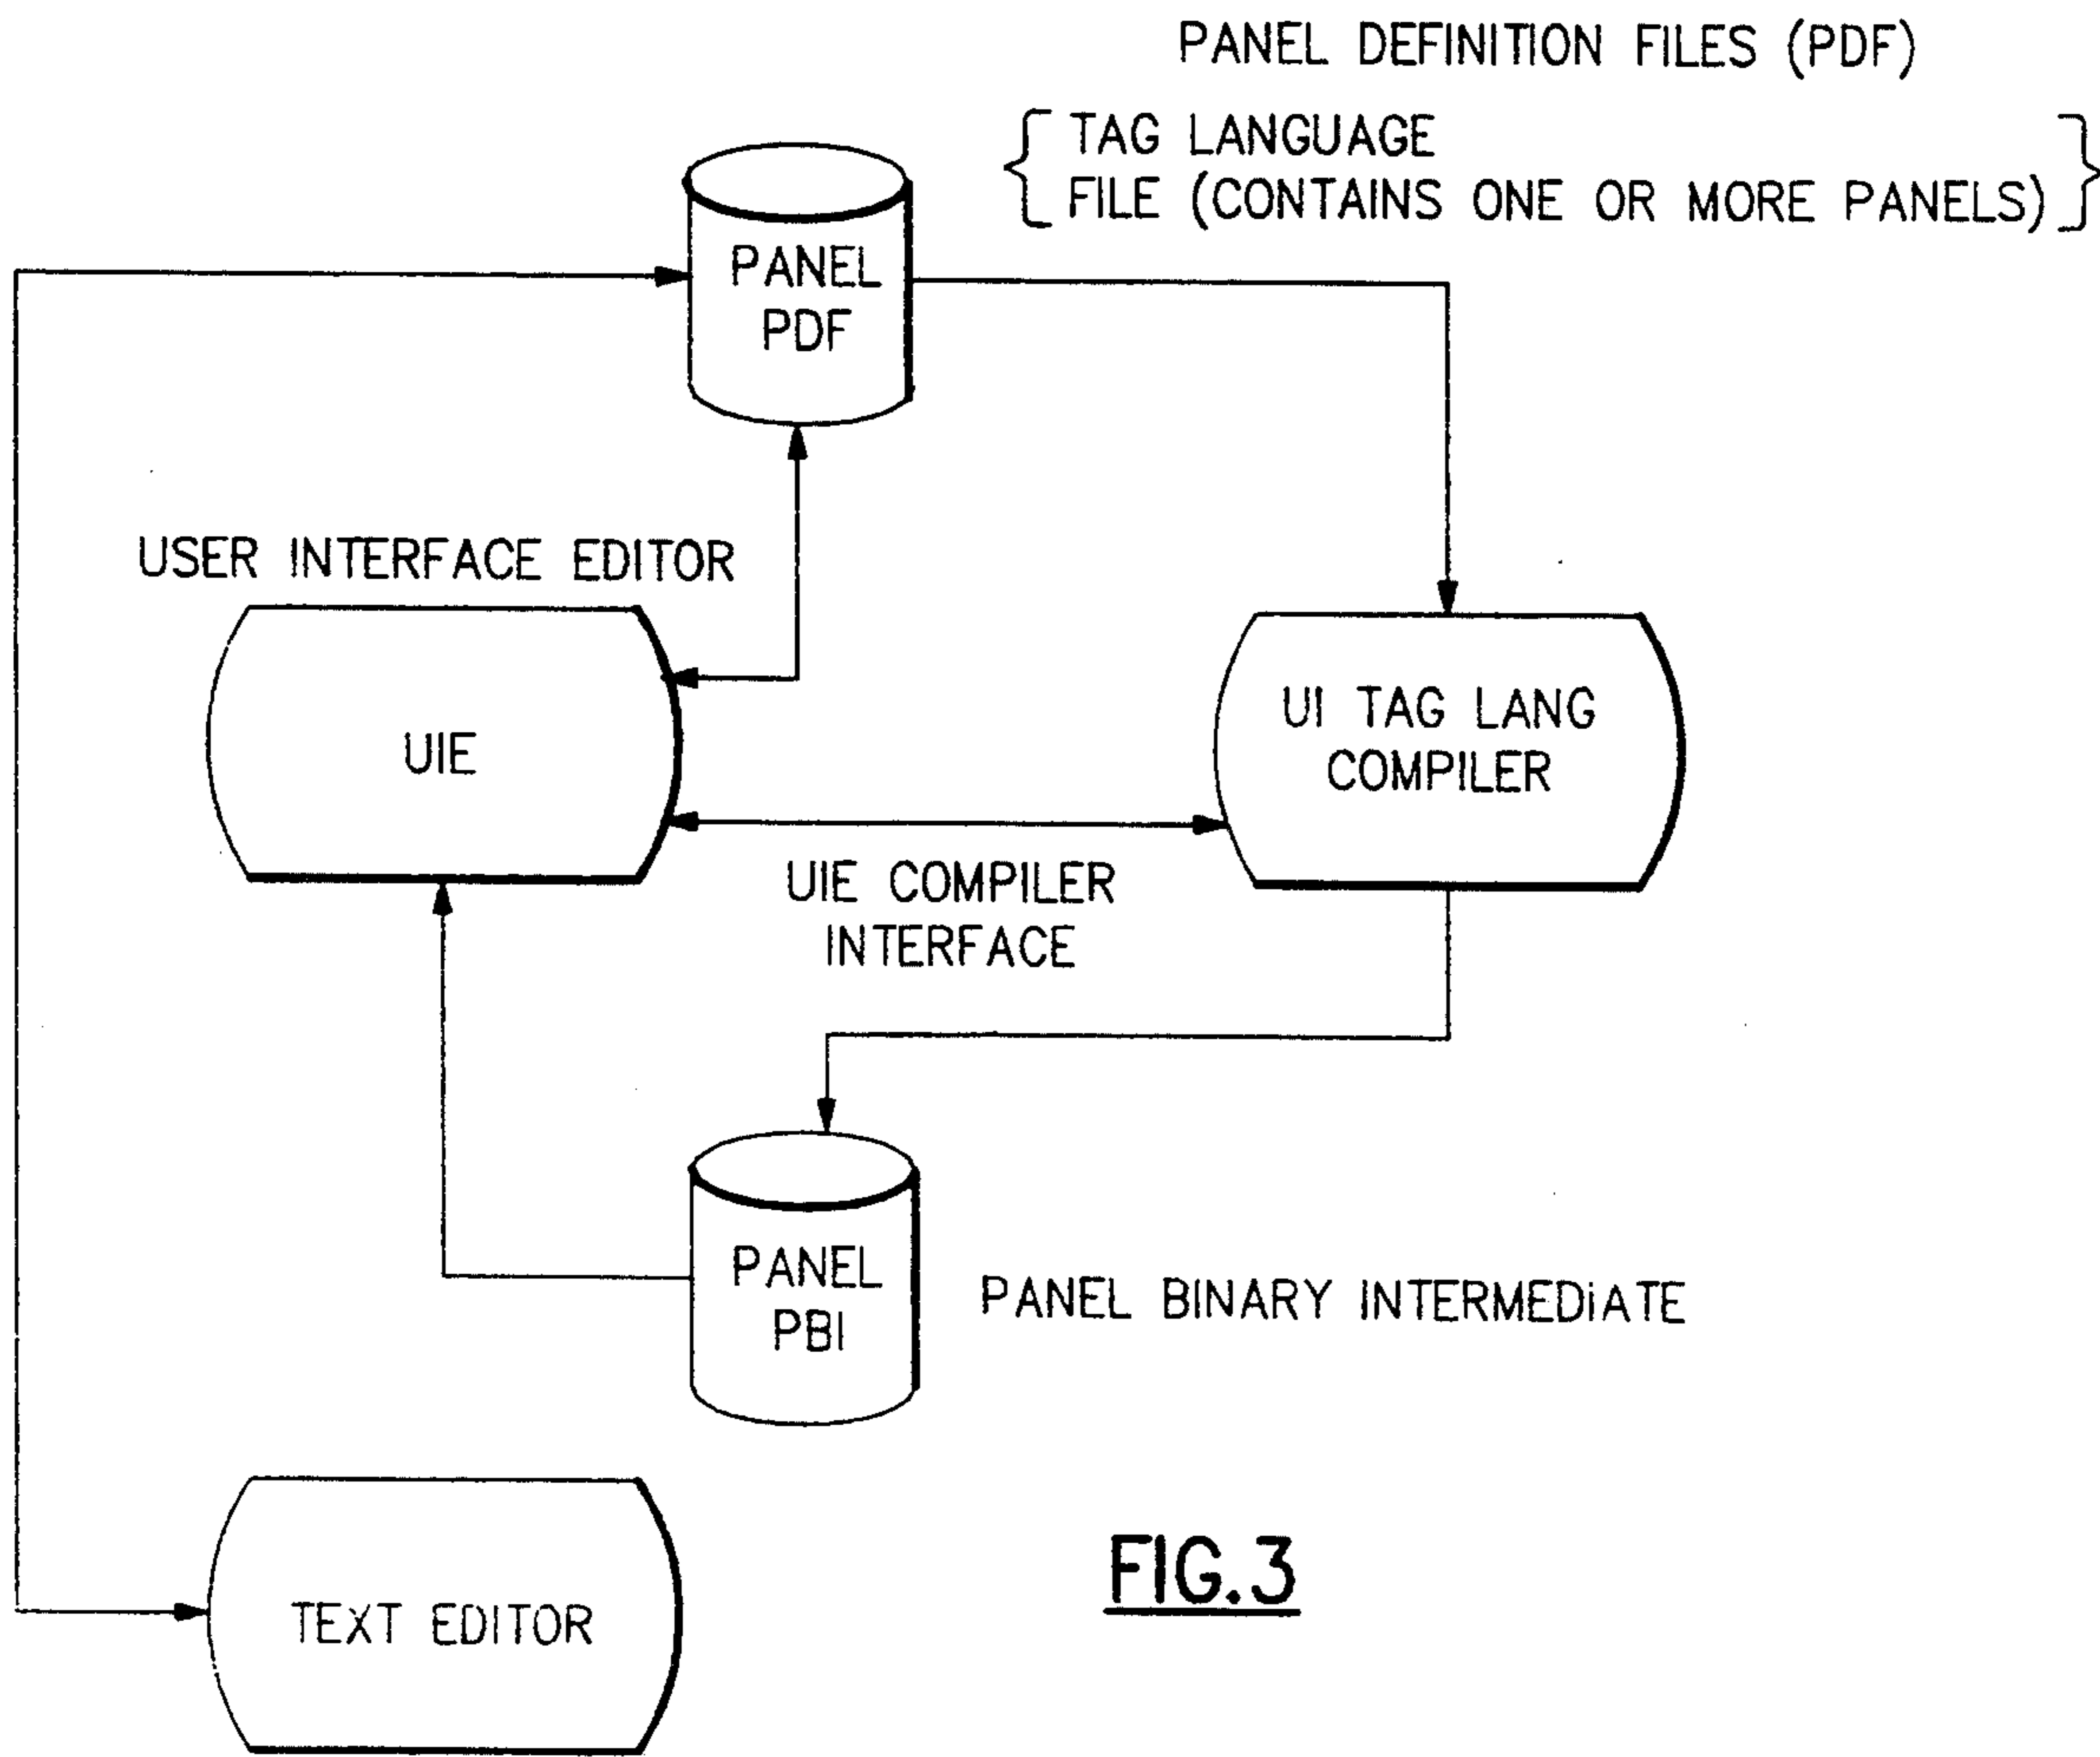 PANEL DEFINITION FILES (PDF)
TAG LANGUAGE
FILE (CONTAINS ONE OR MORE PANELS)
PANEL
PDF
USER INTERFACE EDITOR
UIE
UI TAG LANG
COMPILER
UIE COMPILER
INTERFACE
PANEL
PBI
PANEL BINARY INTERMEDiATE
TEXT EDITOR
FIG.3